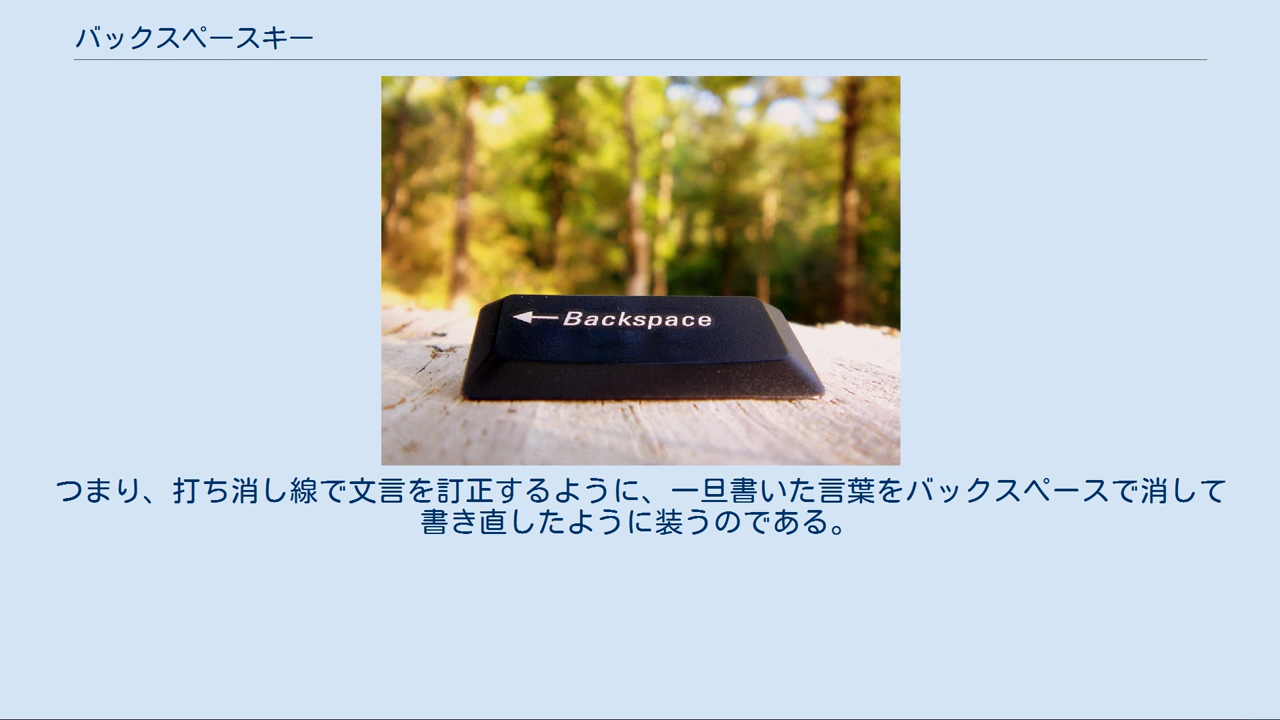 バックスペースキー
←Backspace
つまり、打ち消し線で文言を訂正するように、一旦書いた言葉をバックスペースで消して
書き直したように装うのである。